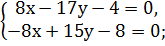 8x − 17y − 4 = 0,
−8x + 15y − 8 = 0;